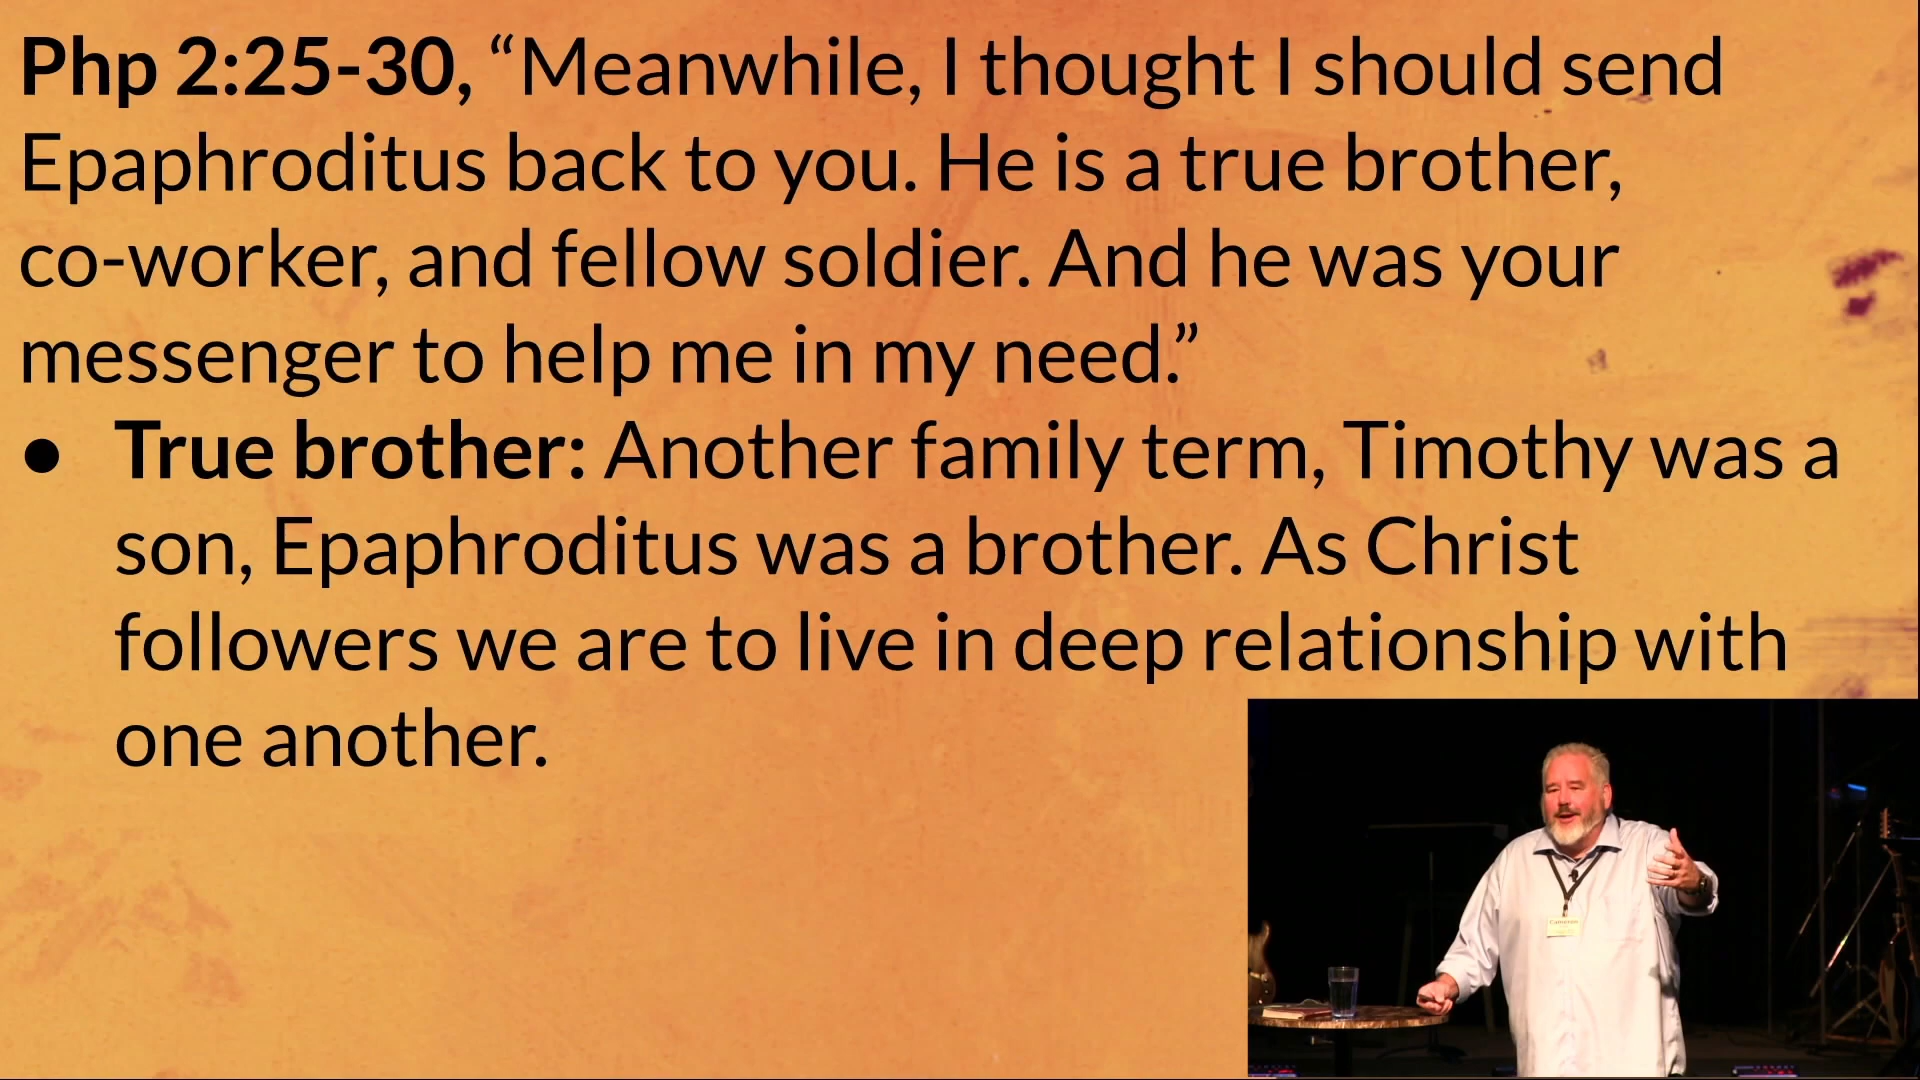 Php 2:25-30, “Meanwhile, I thought I should send
Epaphroditus back to you. He is a true brother,
co-worker, and fellow soldier. And he was your
messenger to help me in my need.”
● True brother: Another family term, Timothy was a
son, Epaphroditus was a brother. As Christ
followers we are to live in deep relationship with
one another.
Cameron